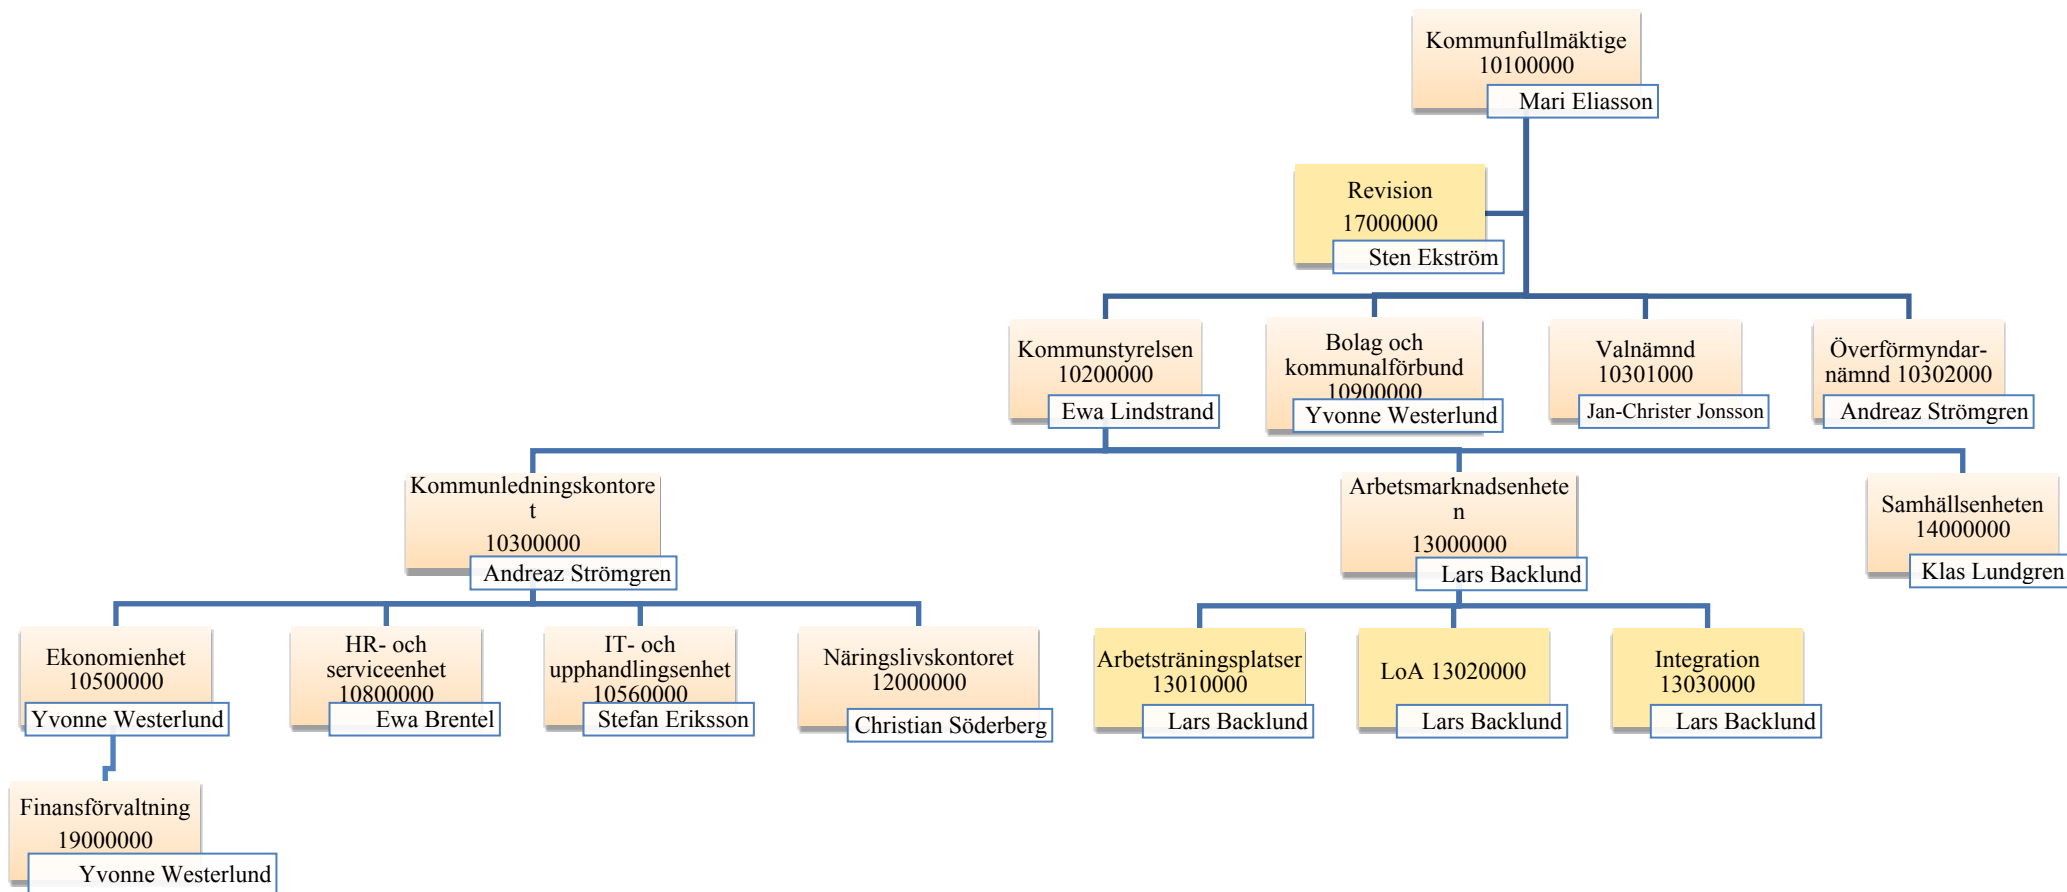 Kommunfullmäktige
10100000
Mari Eliasson
Revision
17000000
Sten Ekström
Kommunstyrelsen
10200000
Ewa Lindstrand
Bolag och
kommunalförbund
10900000
Yvonne Westerlund
Valnämnd
10301000
Jan-Christer Jonsson
Överförmyndar-
nämnd 10302000
Andreaz Strömgren
Kommunledningskontore
t
10300000
Andreaz Strömgren
Arbetsmarknadsenhete
n
13000000
Lars Backlund
Samhällsenheten
14000000
Klas Lundgren
Ekonomienhet
10500000
Yvonne Westerlund
HR- och
serviceenhet
10800000
Ewa Brentel
IT- och
upphandlingsenhet
10560000
Stefan Eriksson
Näringslivskontoret
12000000
Christian Söderberg
Arbetsträningsplatser
13010000
Lars Backlund
LoA 13020000
Lars Backlund
Integration
13030000
Lars Backlund
Finansförvaltning
19000000
Yvonne Westerlund